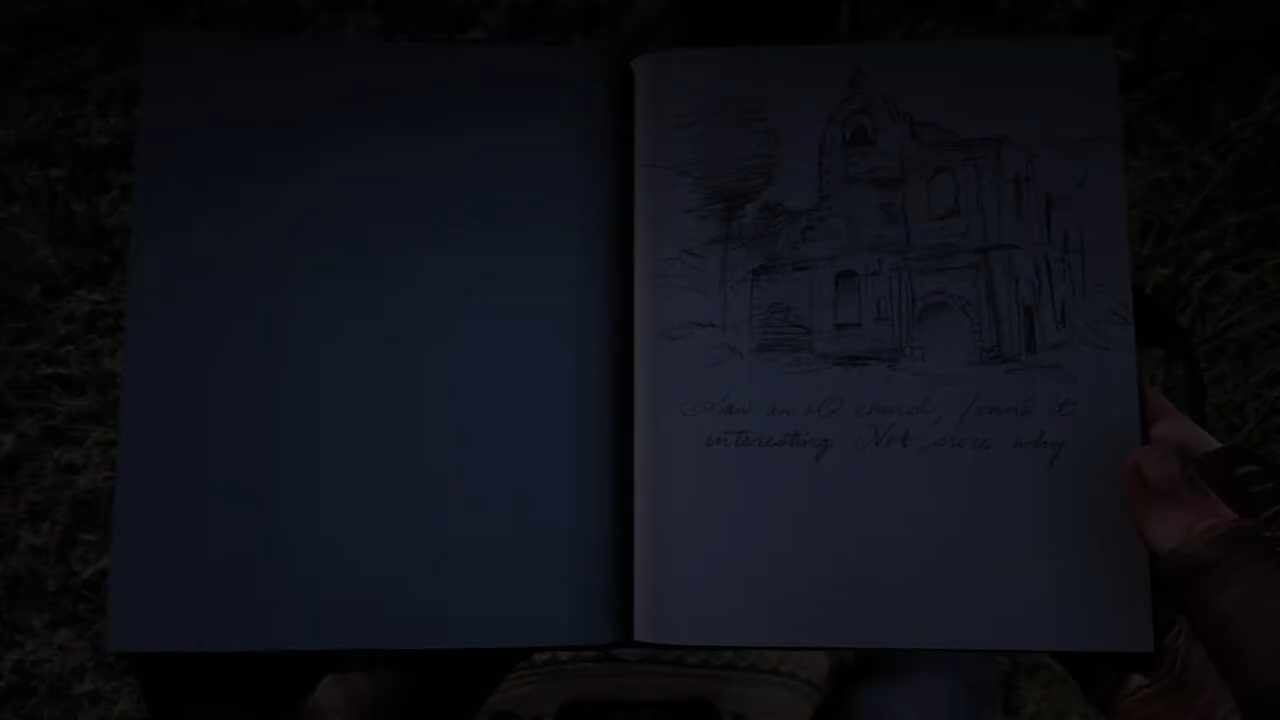 Saw an old church, found it
interesting Not sure why